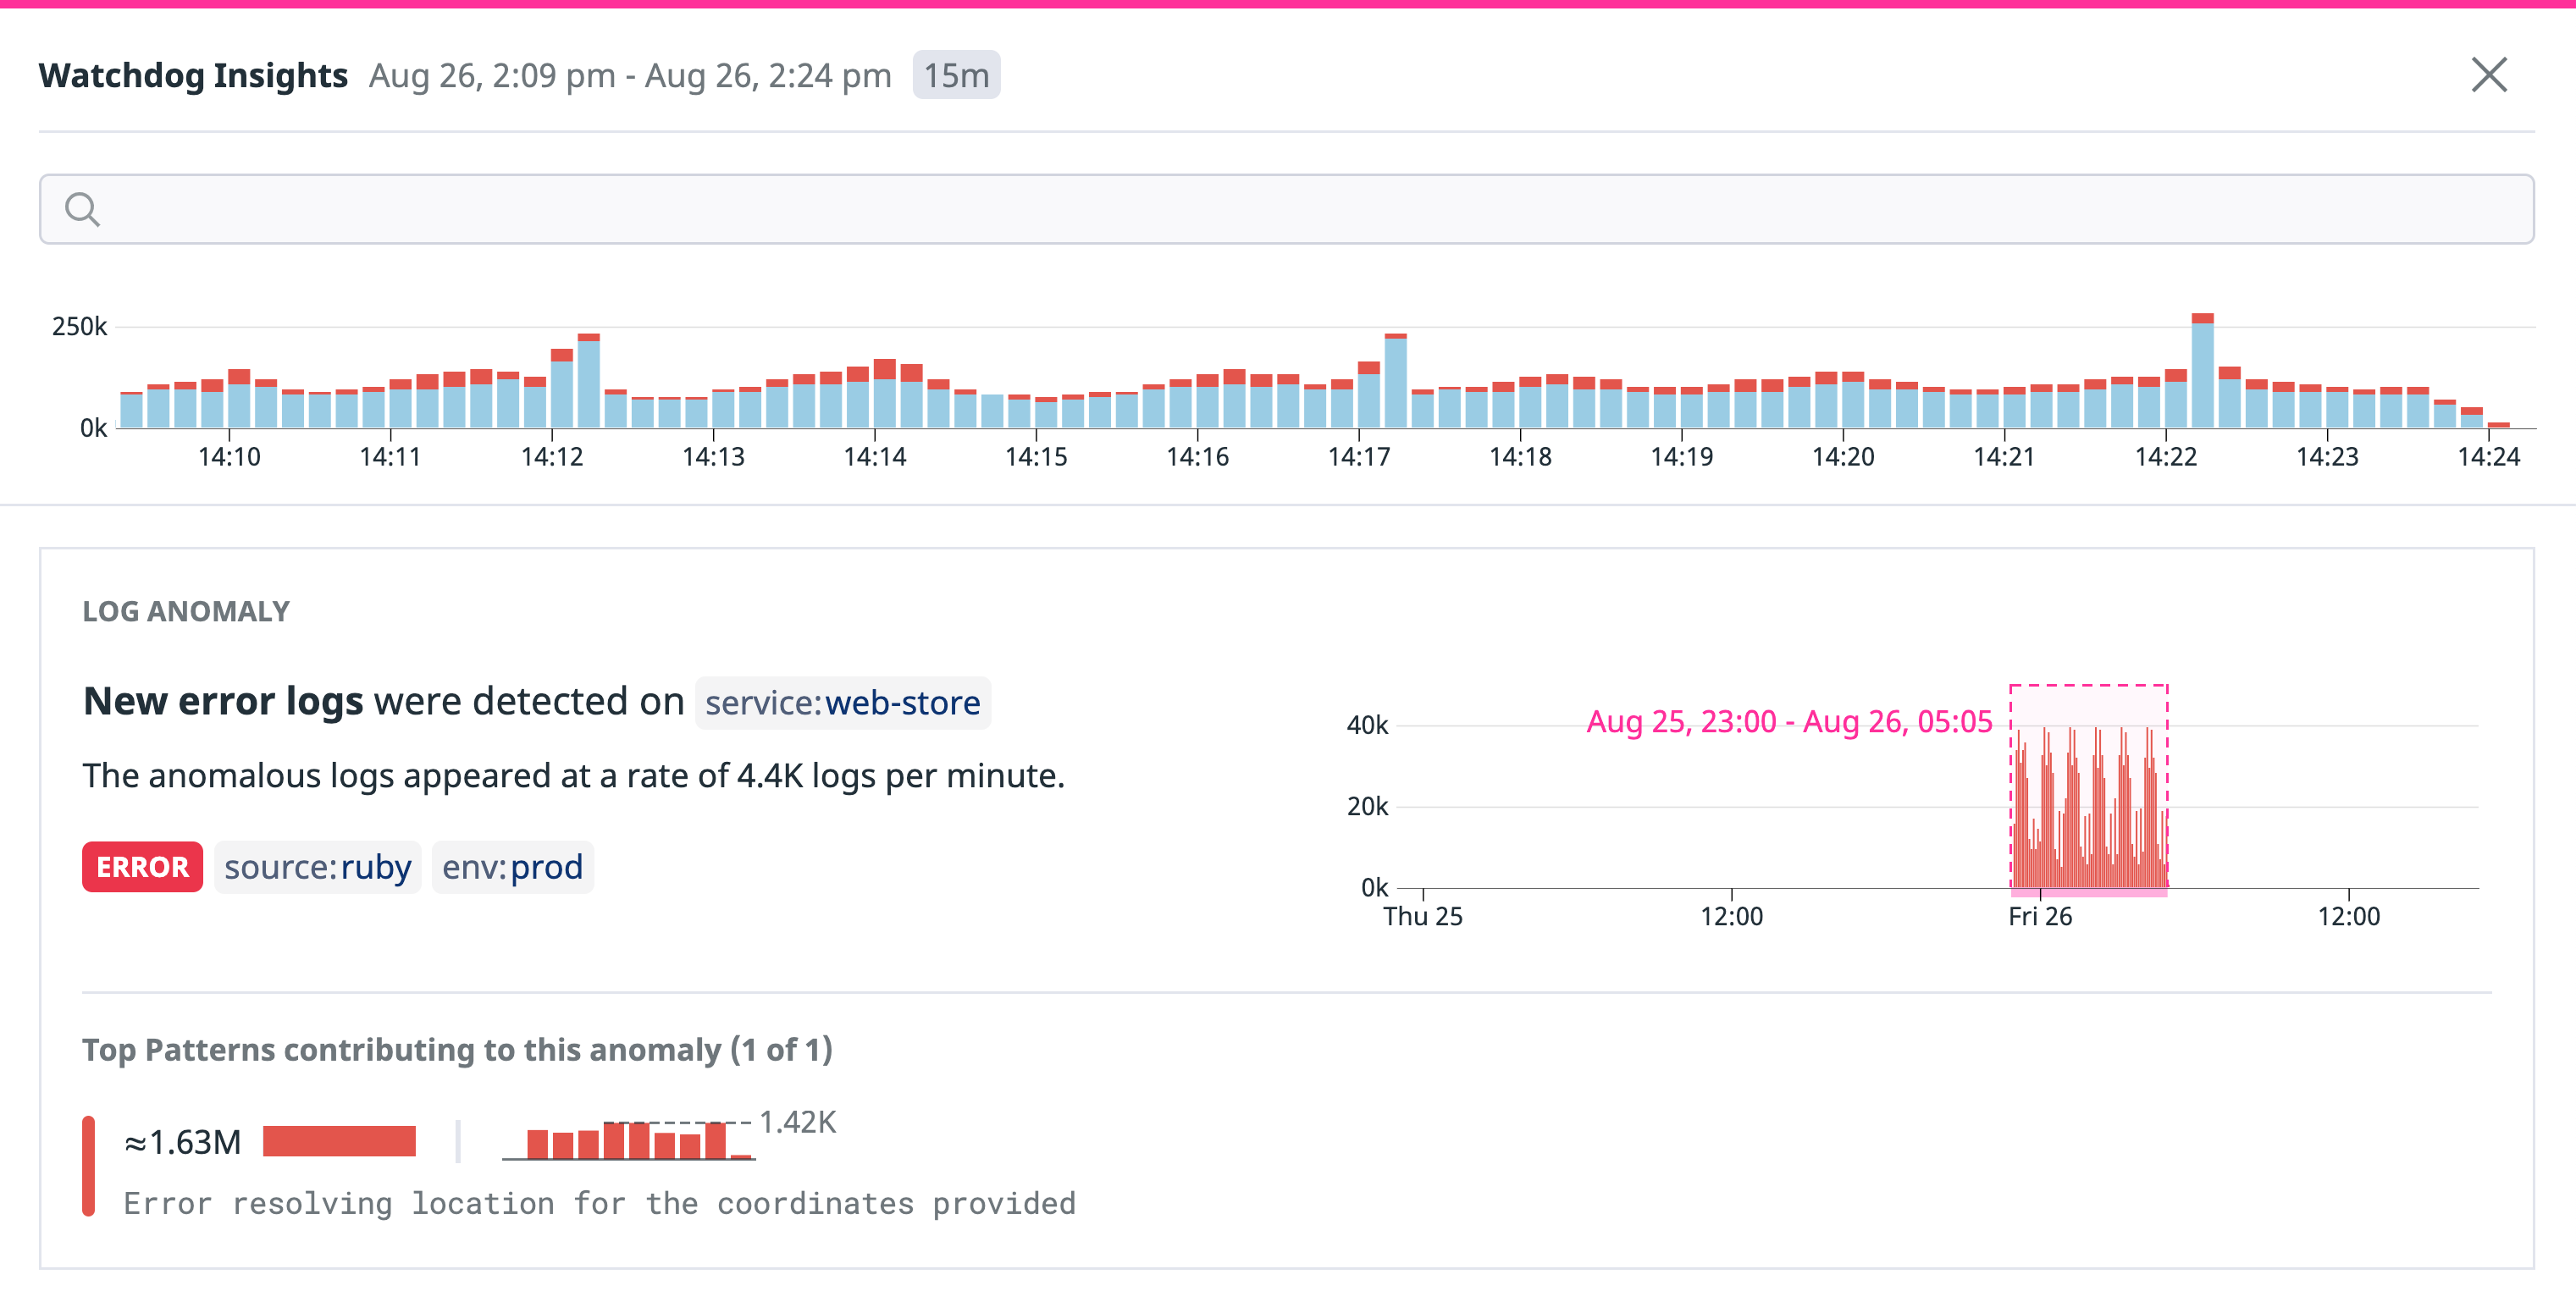 Watchdog Insights Aug 26, 2:09 pm - Aug 26, 2:24 pm 15m
250k
0k
14:10 14:11 14:12 14:13 14:14 14:15 14:16 14:17 14:18 14:19 14:20 14:21 14:22 14:23 14:24
LOG ANOMALY
New error logs were detected on service:web-store
The anomalous logs appeared at a rate of 4.4K logs per minute.
ERROR source:ruby env:prod
Aug 25, 23:00 - Aug 26, 05:05
40k
20k
0k
Thu 25 12:00 Fri 26 12:00
Top Patterns contributing to this anomaly (1 of 1)
≈1.63M 1.42K
Error resolving location for the coordinates provided